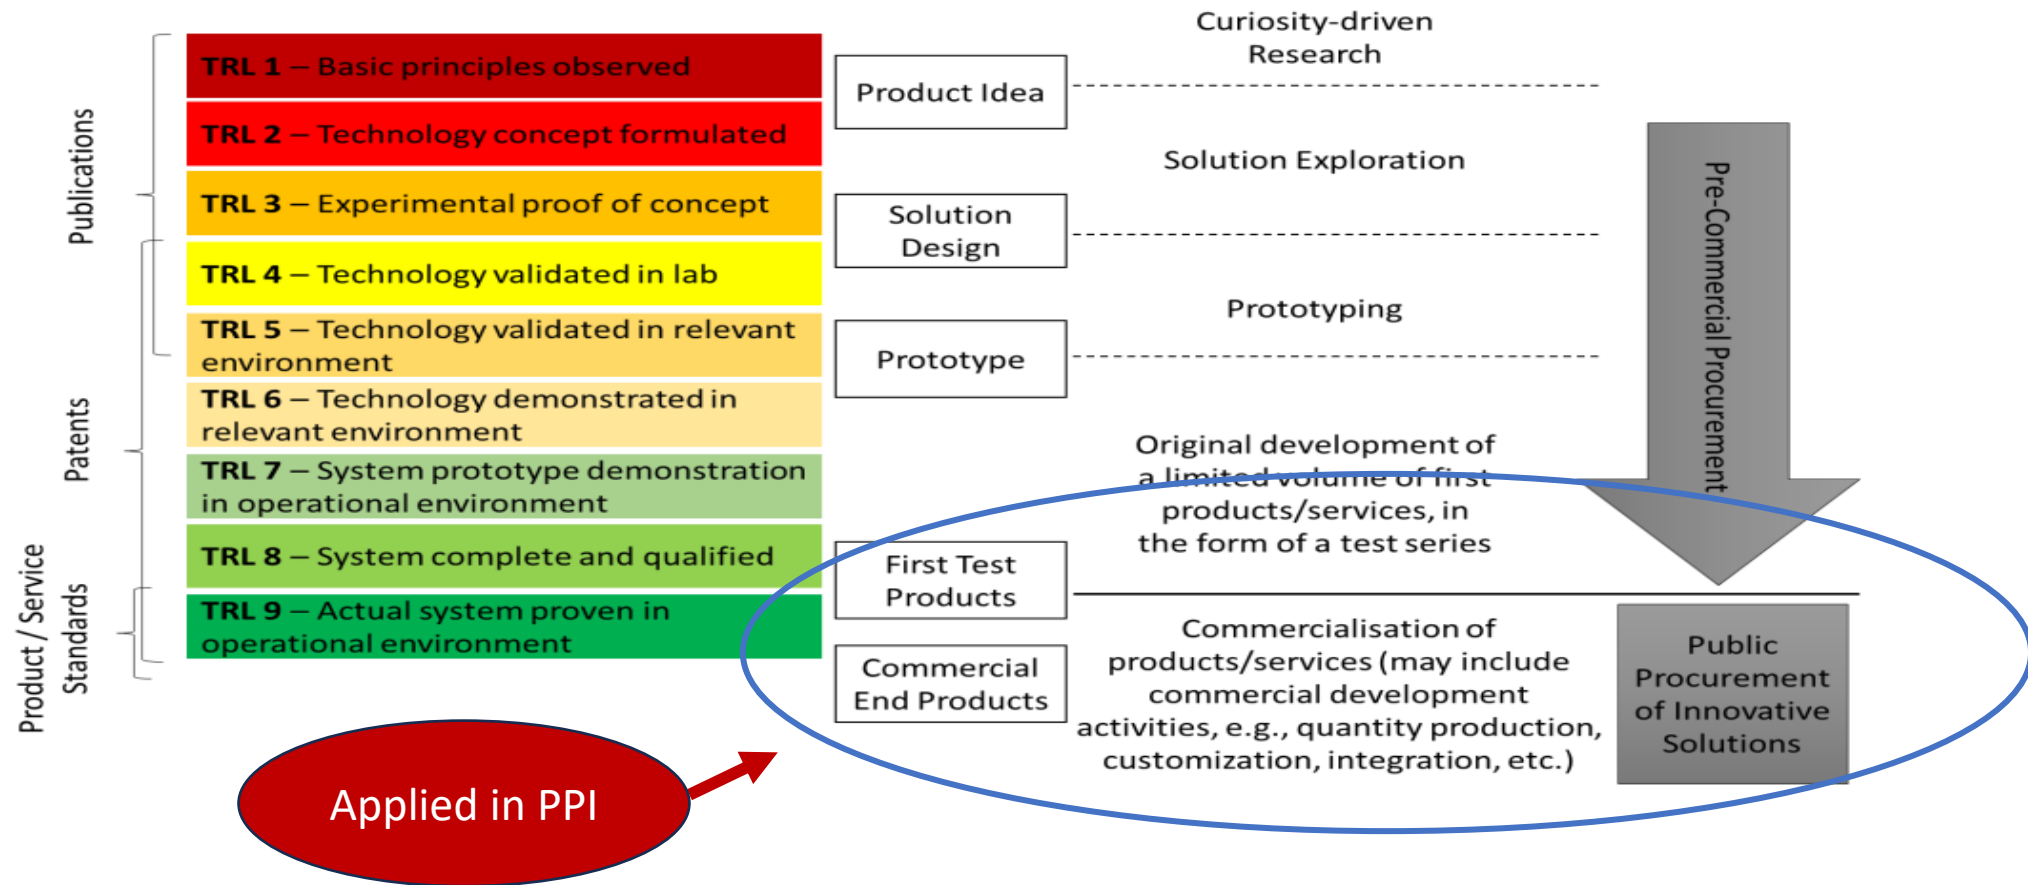 Publications
Patents
Product / Service
Standards
TRL 1 – Basic principles observed
TRL 2 – Technology concept formulated
TRL 3 – Experimental proof of concept
TRL 4 – Technology validated in lab
TRL 5 – Technology validated in relevant
environment
TRL 6 – Technology demonstrated in
relevant environment
TRL 7 – System prototype demonstration
in operational environment
TRL 8 – System complete and qualified
TRL 9 – Actual system proven in
operational environment
Product Idea
Solution
Design
Prototype
First Test
Products
Commercial
End Products
Curiosity-driven
Research
Solution Exploration
Prototyping
Original development of
a limited volume of first
products/services, in
the form of a test series
Commercialisation of
products/services (may include
commercial development
activities, e.g., quantity production,
customization, integration, etc.)
Pre-Commercial Procurement
Public
Procurement
of Innovative
Solutions
Applied in PPI